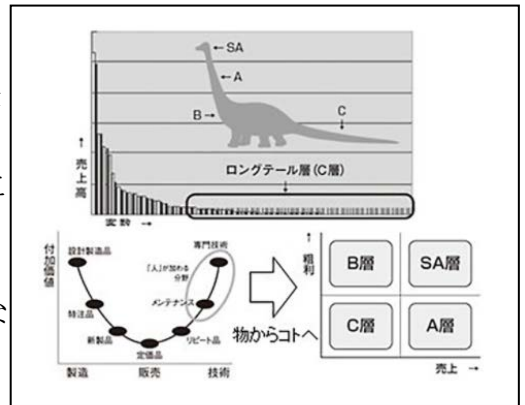 ← SA
← A
B →
C
↑
売上高
ロングテール層（C層）
→
付加価値
設計製造品
特注品
新製品
定価品
リピート品
メンテナンス
専門技術
「人」が加わる
分野
製造
販売
技術
物からコトへ
↑
粗利
B層
SA層
C層
A層
売上 →